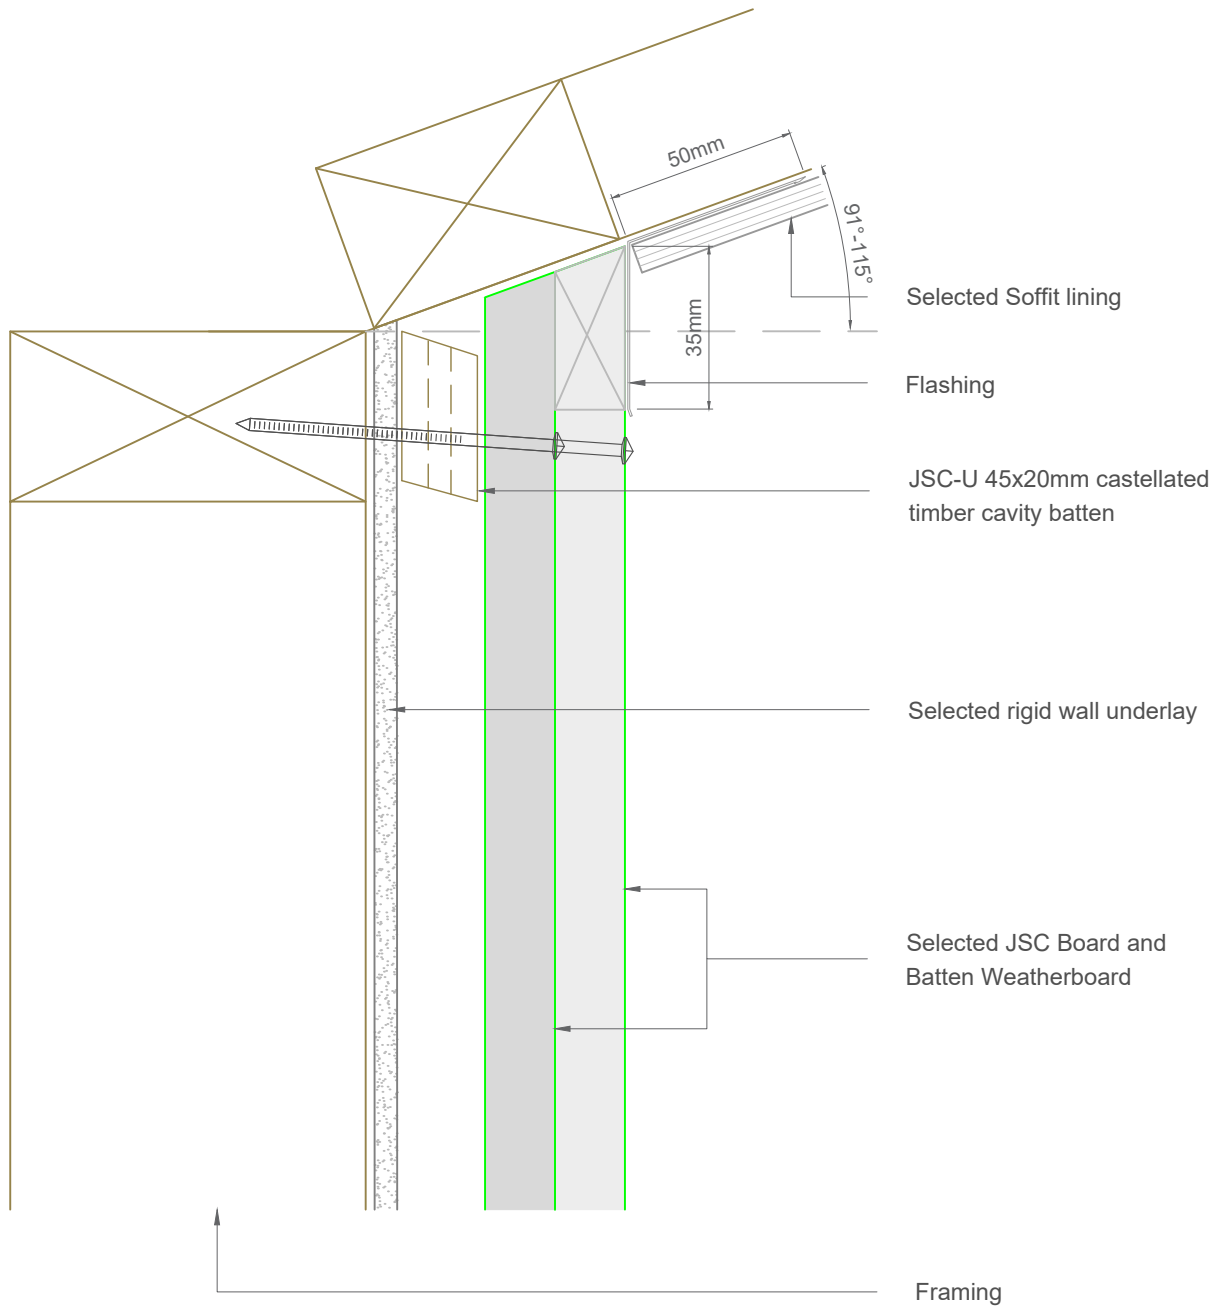 50mm
91°-115°
Selected Soffit lining
35mm
Flashing
JSC-U 45x20mm castellated
timber cavity batten
Selected rigid wall underlay
Selected JSC Board and
Batten Weatherboard
Framing